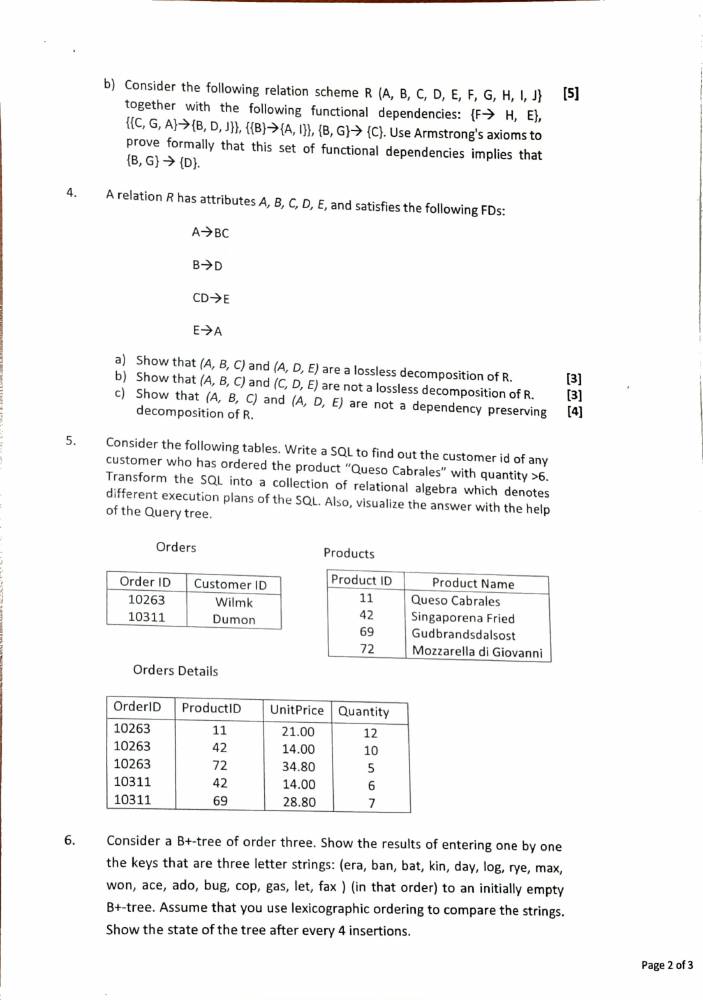 b) Consider the following relation scheme R {A, B, C, D, E, F, G, H, I, J} [5]
together with the following functional dependencies: {F→ H, E},
{{C, G, A}→{B, D, J}}, {{B}→{A, I}}, {B, G}→ {C}. Use Armstrong's axioms to
prove formally that this set of functional dependencies implies that
{B, G} → {D}.
4. A relation R has attributes A, B, C, D, E, and satisfies the following FDs:
A→BC
B→D
CD→E
E→A
a) Show that (A, B, C) and (A, D, E) are a lossless decomposition of R. [3]
b) Show that (A, B, C) and (C, D, E) are not a lossless decomposition of R. [3]
c) Show that (A, B, C) and (A, D, E) are not a dependency preserving [4]
decomposition of R.
5. Consider the following tables. Write a SQL to find out the customer id of any
customer who has ordered the product "Queso Cabrales" with quantity >6.
Transform the SQL into a collection of relational algebra which denotes
different execution plans of the SQL. Also, visualize the answer with the help
of the Query tree.
Orders
Order ID Customer ID
10263 Wilmk
10311 Dumon
Products
Product ID Product Name
11 Queso Cabrales
42 Singaporena Fried
69 Gudbrandsdalsost
72 Mozzarella di Giovanni
Orders Details
OrderID ProductID UnitPrice Quantity
10263 11 21.00 12
10263 42 14.00 10
10263 72 34.80 5
10311 42 14.00 6
10311 69 28.80 7
6. Consider a B+-tree of order three. Show the results of entering one by one
the keys that are three letter strings: (era, ban, bat, kin, day, log, rye, max,
won, ace, ado, bug, cop, gas, let, fax ) (in that order) to an initially empty
B+-tree. Assume that you use lexicographic ordering to compare the strings.
Show the state of the tree after every 4 insertions.
Page 2 of 3